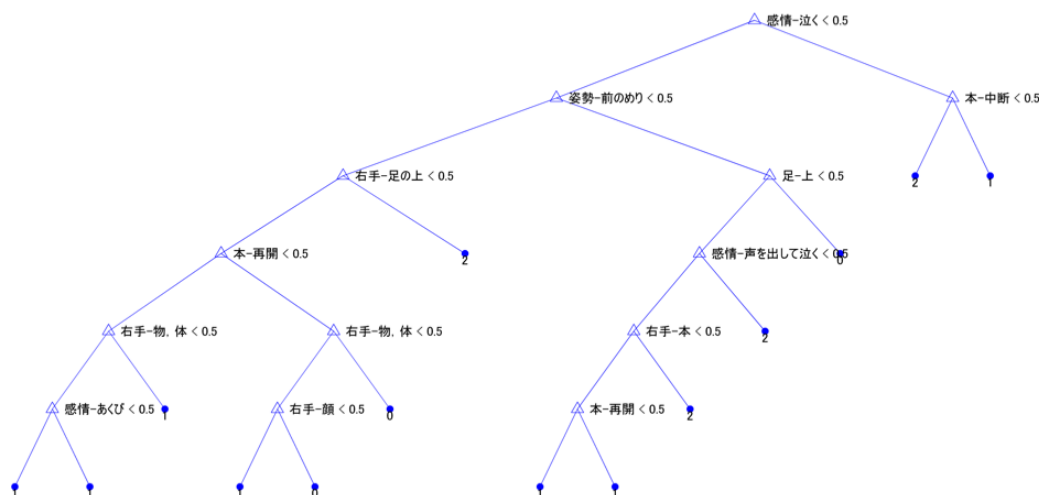 感情-泣く < 0.5
姿勢-前のめり < 0.5
本-中断 < 0.5
右手-足の上 < 0.5
足-上 < 0.5
2
1
本-再開 < 0.5
2
感情-声を出して泣く < 0.5
0
右手-物，体 < 0.5
右手-物，体 < 0.5
右手-本 < 0.5
2
感情-あくび < 0.5
1
右手-顔 < 0.5
0
本-再開 < 0.5
2
1
1
1
0
1
1